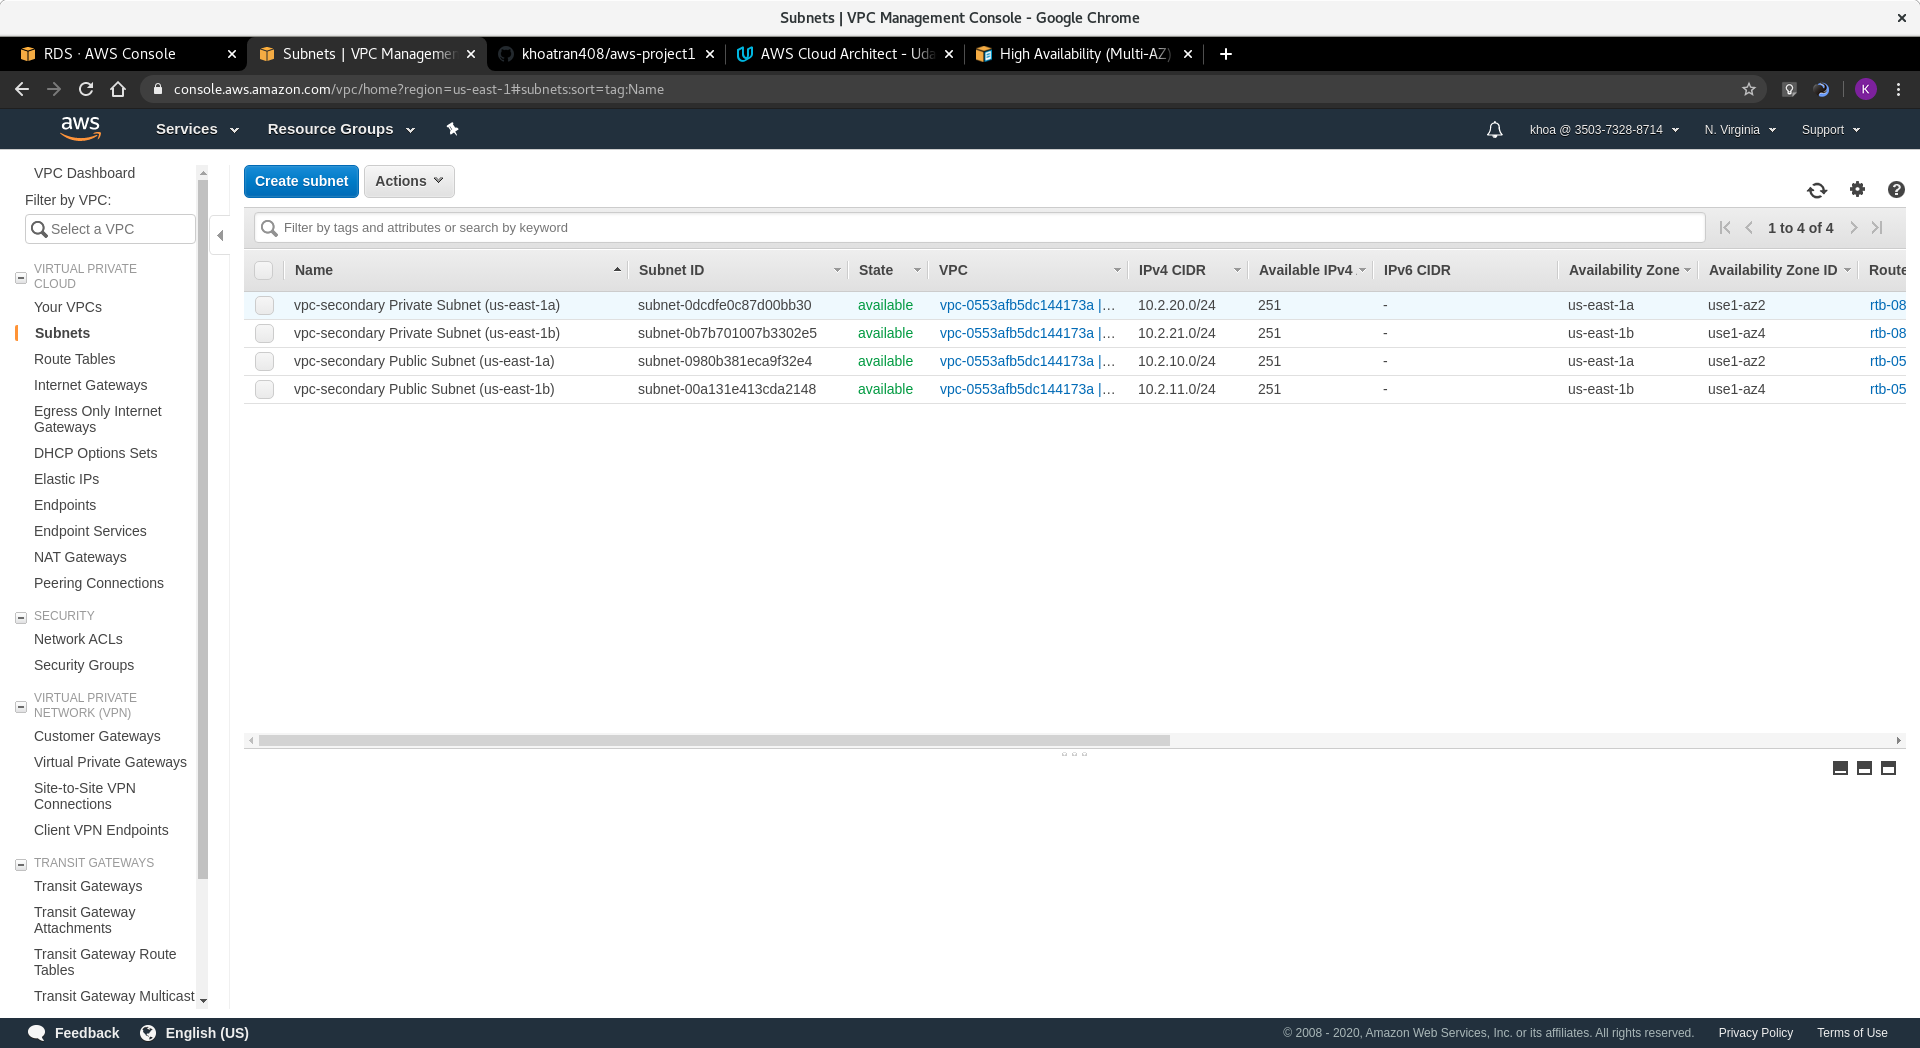 Subnets | VPC Management Console - Google Chrome
RDS · AWS Console
Subnets | VPC Managemen
khoatran408/aws-project1
AWS Cloud Architect - Uda
High Availability (Multi-AZ)
console.aws.amazon.com/vpc/home?region=us-east-1#subnets:sort=tag:Name
K
aws
Services
Resource Groups
khoa @ 3503-7328-8714
N. Virginia
Support
VPC Dashboard
Filter by VPC:
Select a VPC
VIRTUAL PRIVATE
CLOUD
Your VPCs
Subnets
Route Tables
Internet Gateways
Egress Only Internet
Gateways
DHCP Options Sets
Elastic IPs
Endpoints
Endpoint Services
NAT Gateways
Peering Connections
SECURITY
Network ACLs
Security Groups
VIRTUAL PRIVATE
NETWORK (VPN)
Customer Gateways
Virtual Private Gateways
Site-to-Site VPN
Connections
Client VPN Endpoints
TRANSIT GATEWAYS
Transit Gateways
Transit Gateway
Attachments
Transit Gateway Route
Tables
Transit Gateway Multicast
Create subnet
Actions
Filter by tags and attributes or search by keyword
1 to 4 of 4
Name Subnet ID State VPC IPv4 CIDR Available IPv4 IPv6 CIDR Availability Zone Availability Zone ID Route
vpc-secondary Private Subnet (us-east-1a) subnet-0dcdfe0c87d00bb30 available vpc-0553afb5dc144173a |... 10.2.20.0/24 251 - us-east-1a use1-az2 rtb-08
vpc-secondary Private Subnet (us-east-1b) subnet-0b7b701007b3302e5 available vpc-0553afb5dc144173a |... 10.2.21.0/24 251 - us-east-1b use1-az4 rtb-08
vpc-secondary Public Subnet (us-east-1a) subnet-0980b381eca9f32e4 available vpc-0553afb5dc144173a |... 10.2.10.0/24 251 - us-east-1a use1-az2 rtb-05
vpc-secondary Public Subnet (us-east-1b) subnet-00a131e413cda2148 available vpc-0553afb5dc144173a |... 10.2.11.0/24 251 - us-east-1b use1-az4 rtb-05
Feedback
English (US)
© 2008 - 2020, Amazon Web Services, Inc. or its affiliates. All rights reserved.
Privacy Policy
Terms of Use